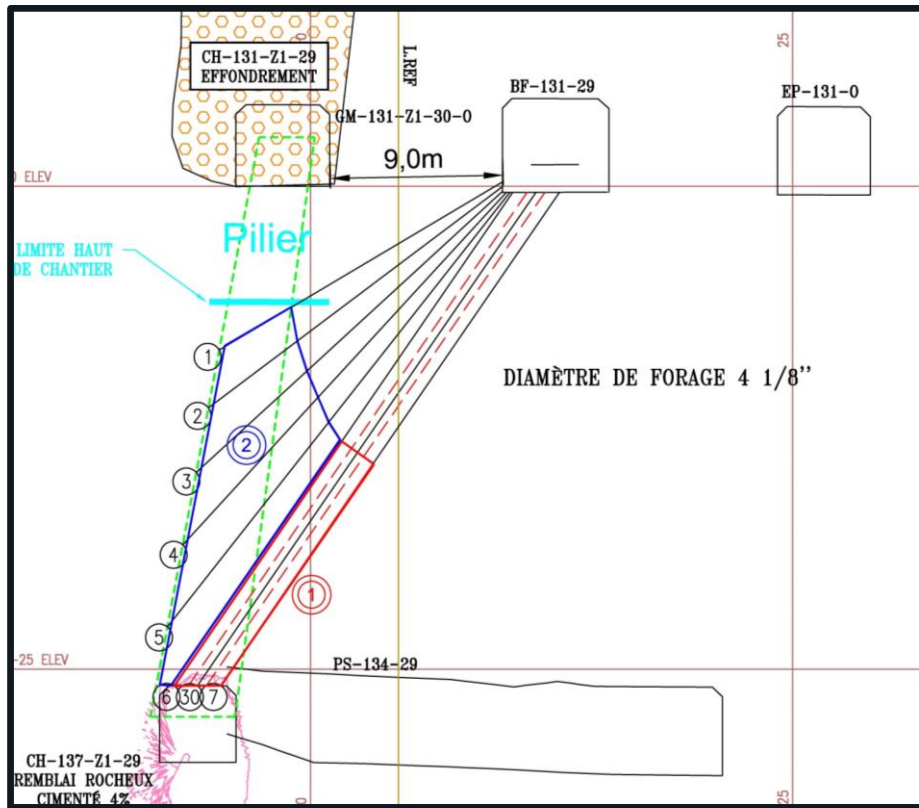 0
25
CH-131-Z1-29
EFFONDREMENT
L.REF
BF-131-29
EP-131-0
GM-131-Z1-30-0
9,0m
0 ELEV
Pilier
LIMITE HAUT
DE CHANTIER
1
DIAMÈTRE DE FORAGE 4 1/8''
2
2
3
4
1
5
-25 ELEV
PS-134-29
6 30 7
CH-137-Z1-29
REMBLAI ROCHEUX
CIMENTÉ 4%
0
25